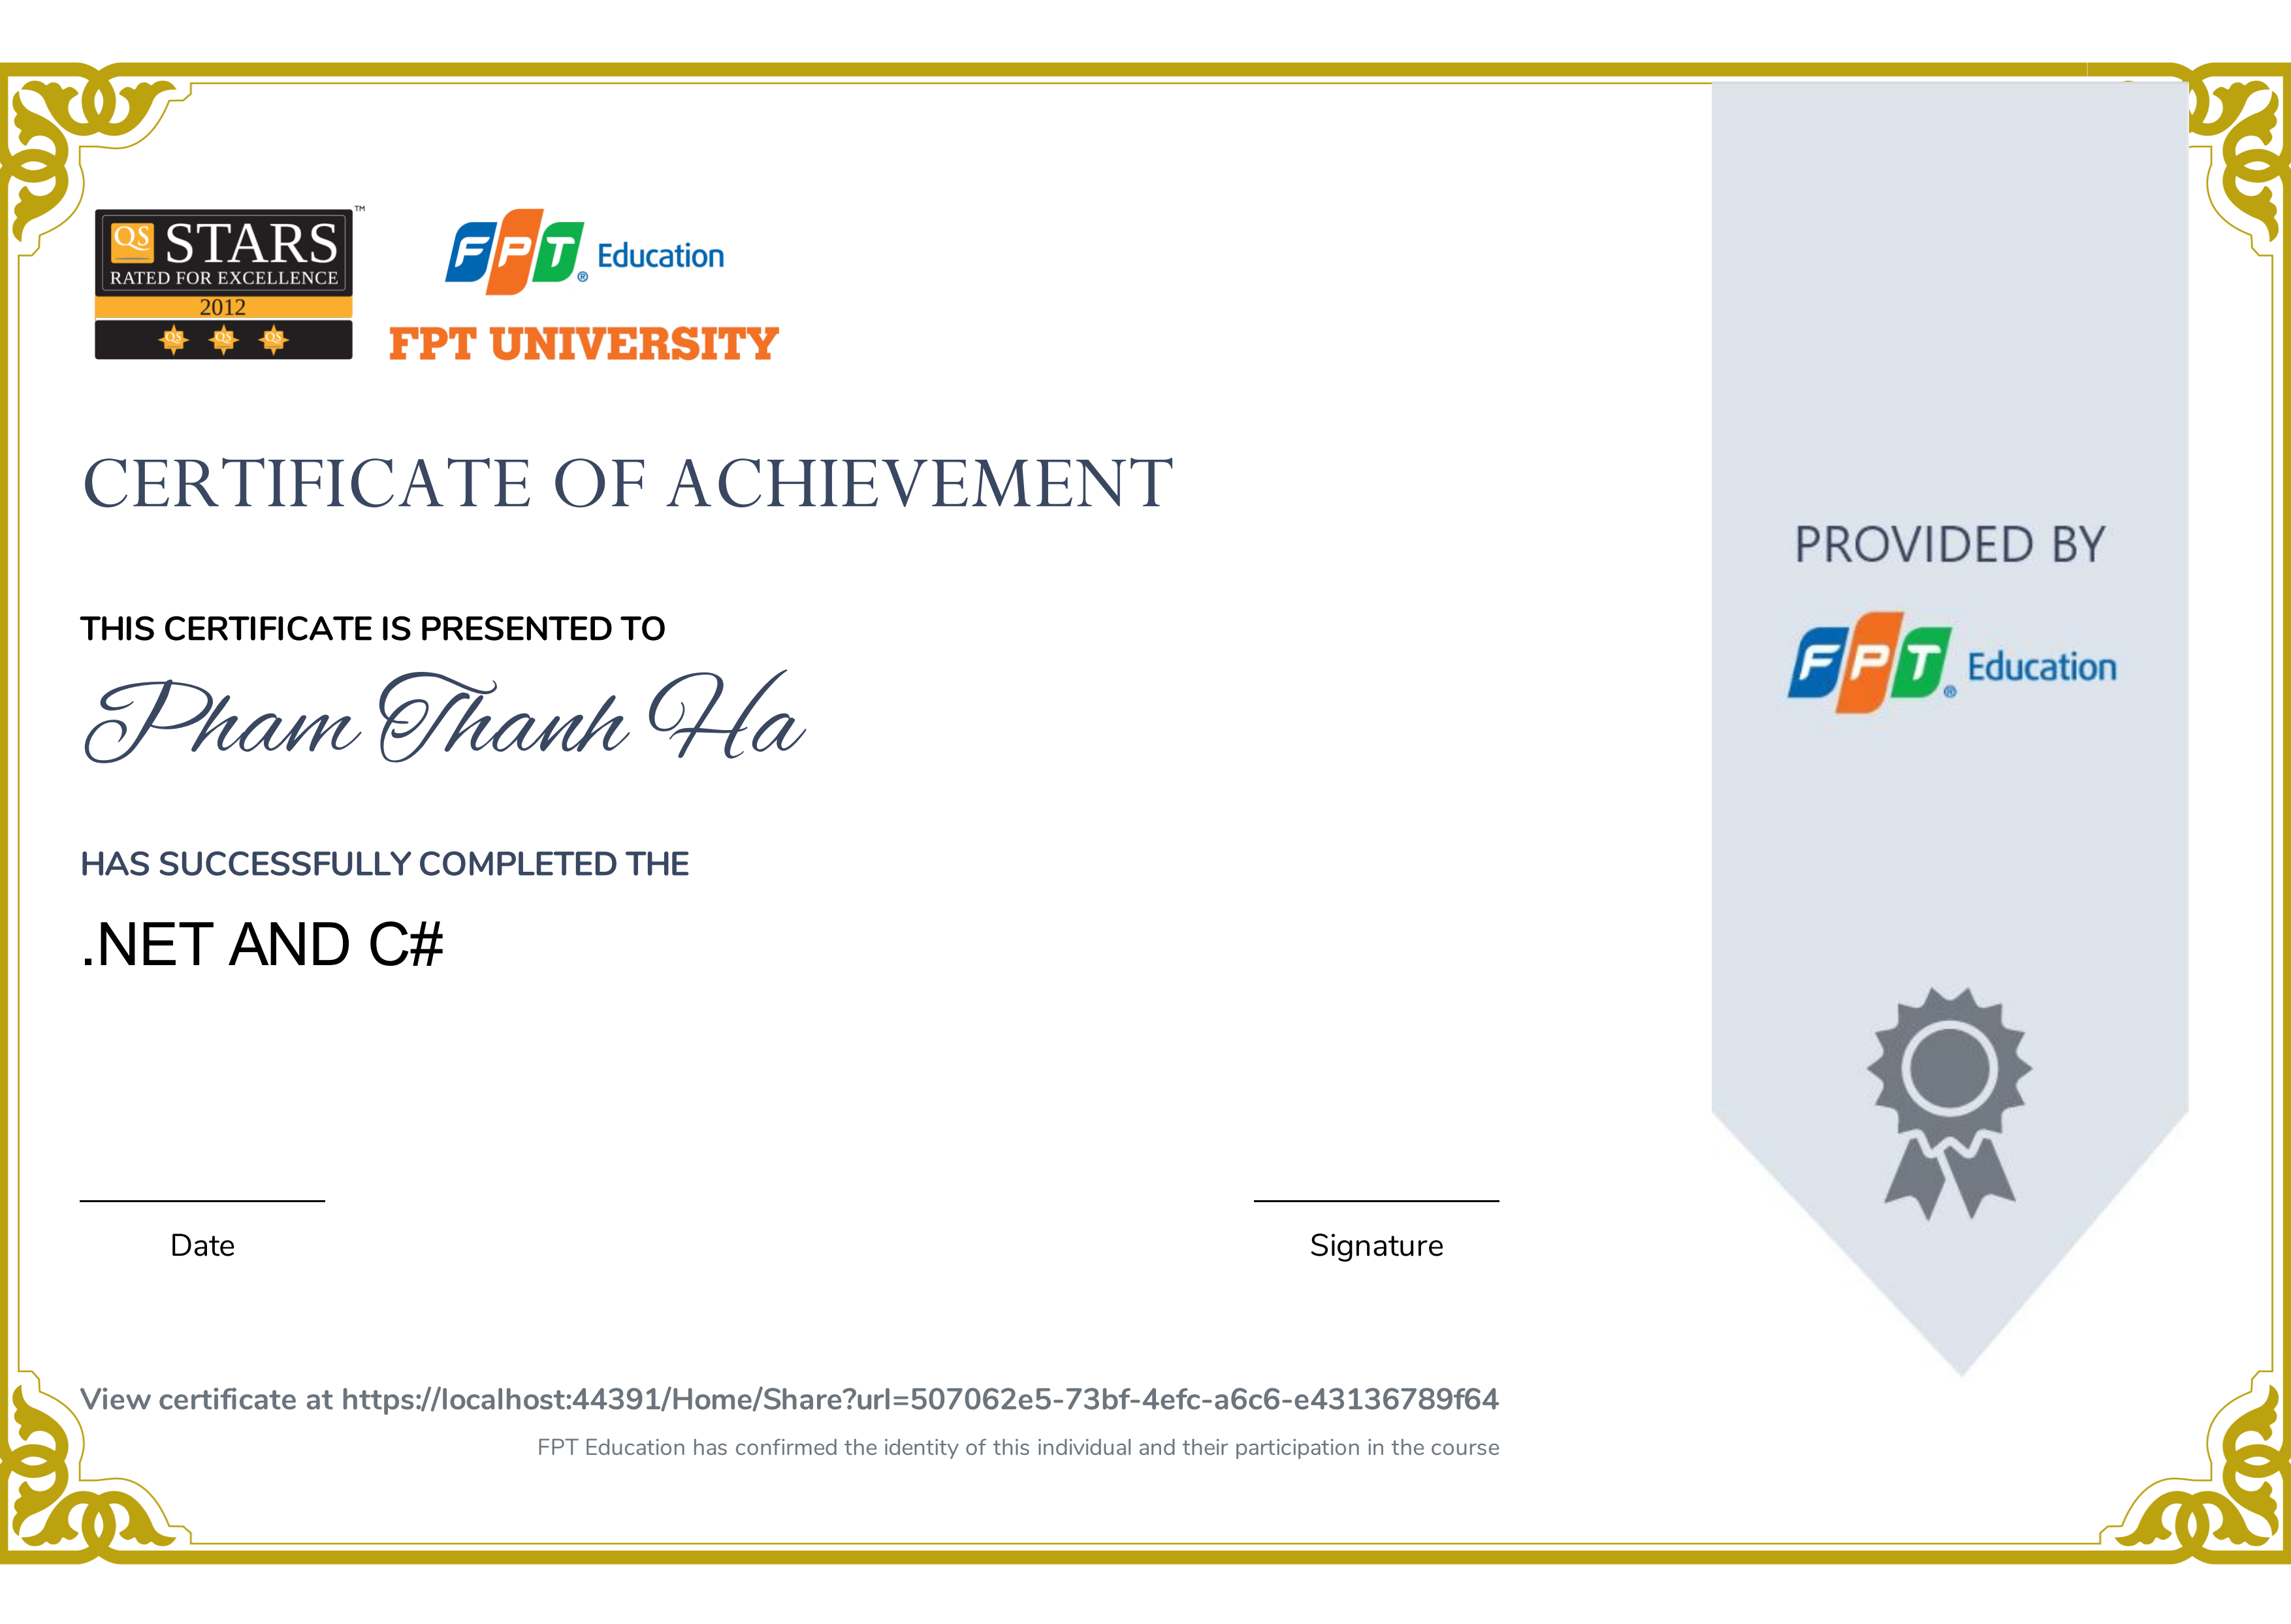 QS STARS TM
RATED FOR EXCELLENCE
2012
QS QS QS
FPT® Education
FPT UNIVERSITY
CERTIFICATE OF ACHIEVEMENT
THIS CERTIFICATE IS PRESENTED TO
Pham Thanh Ha
HAS SUCCESSFULLY COMPLETED THE
.NET AND C#
Date
Signature
View certificate at https://localhost:44391/Home/Share?url=507062e5-73bf-4efc-a6c6-e43136789f64
FPT Education has confirmed the identity of this individual and their participation in the course
PROVIDED BY
FPT® Education